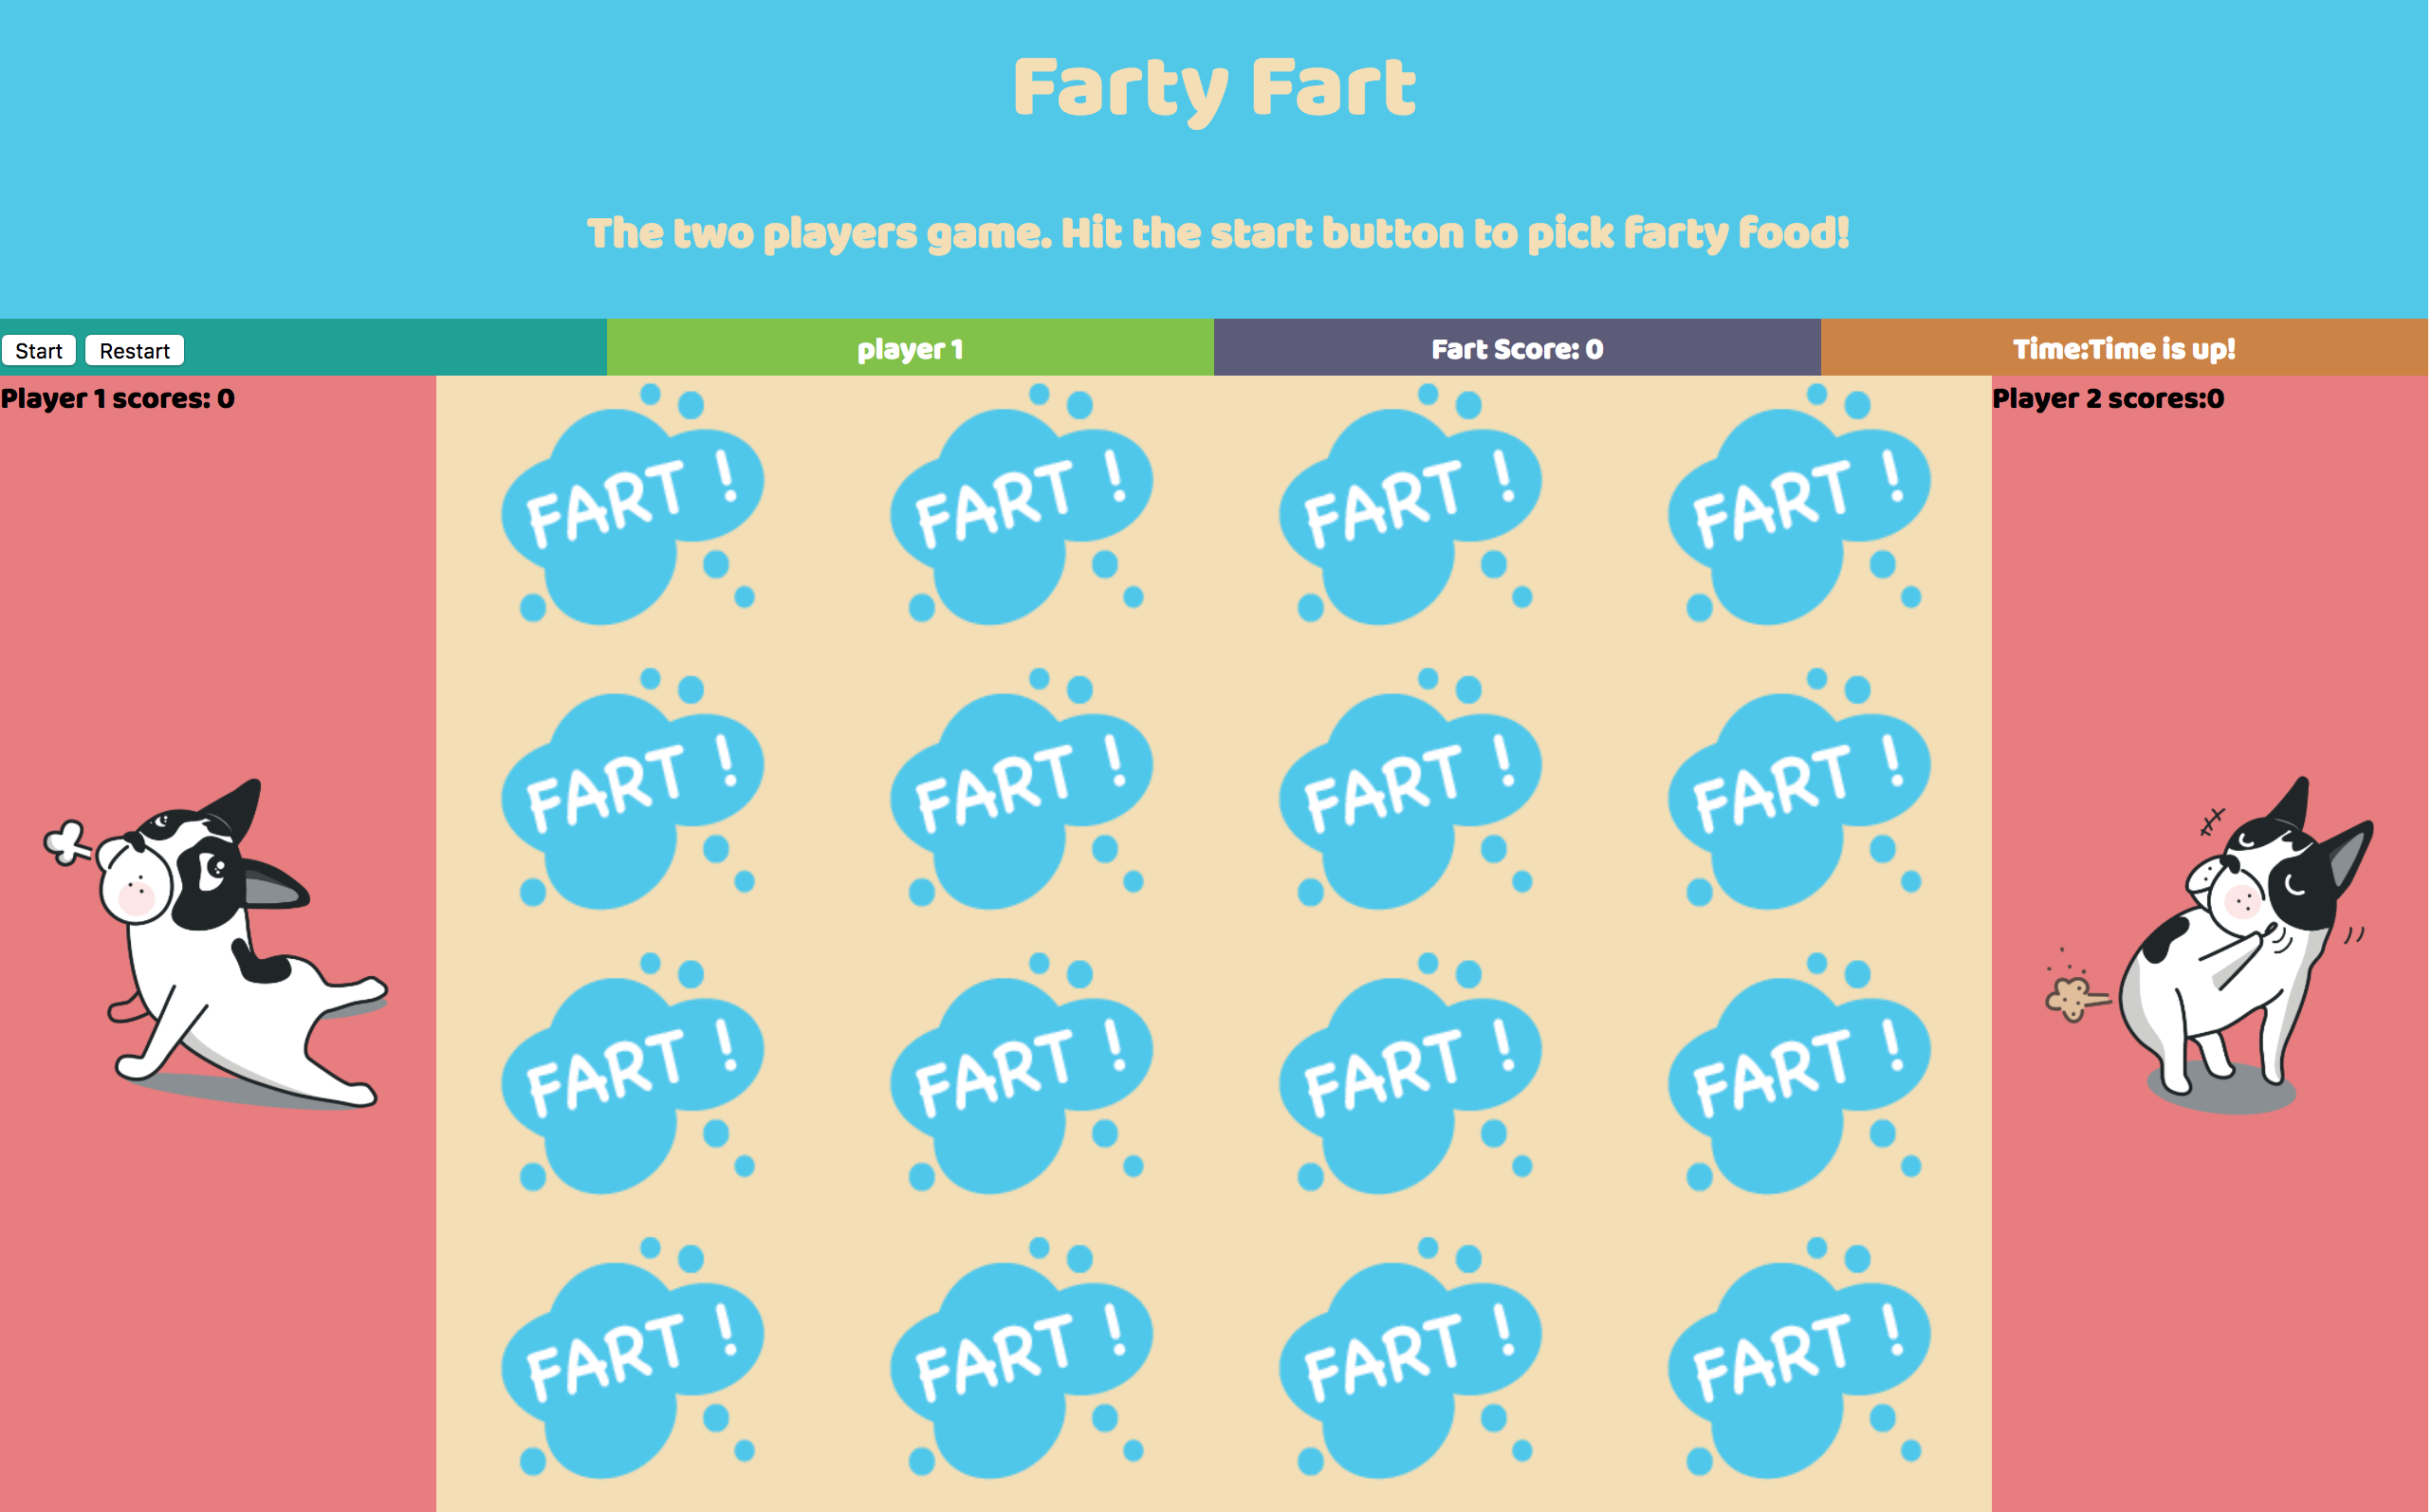 Farty Fart
The two players game. Hit the start button to pick farty food!
Start Restart player 1 Fart Score: 0 Time:Time is up!
Player 1 scores: 0 Player 2 scores:0
FART ! FART ! FART ! FART !
FART ! FART ! FART ! FART !
FART ! FART ! FART ! FART !
FART ! FART ! FART ! FART !